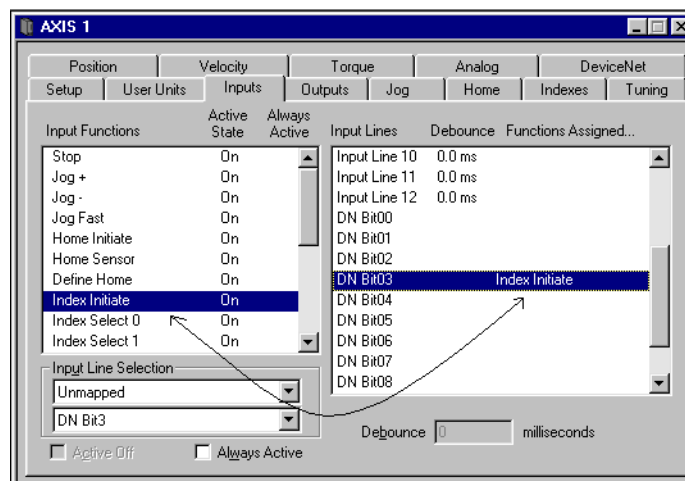 AXIS 1
Position Velocity Torque Analog DeviceNet
Setup User Units Inputs Outputs Jog Home Indexes Tuning
Input Functions Active State Always Active
Stop On
Jog + On
Jog - On
Jog Fast On
Home Initiate On
Home Sensor On
Define Home On
Index Initiate On
Index Select 0 On
Index Select 1 On
Input Line Selection
Unmapped
DN Bit3
Active Off Always Active
Input Lines Debounce Functions Assigned...
Input Line 10 0.0 ms
Input Line 11 0.0 ms
Input Line 12 0.0 ms
DN Bit00
DN Bit01
DN Bit02
DN Bit03 Index Initiate
DN Bit04
DN Bit05
DN Bit06
DN Bit07
DN Bit08
Debounce 0 milliseconds